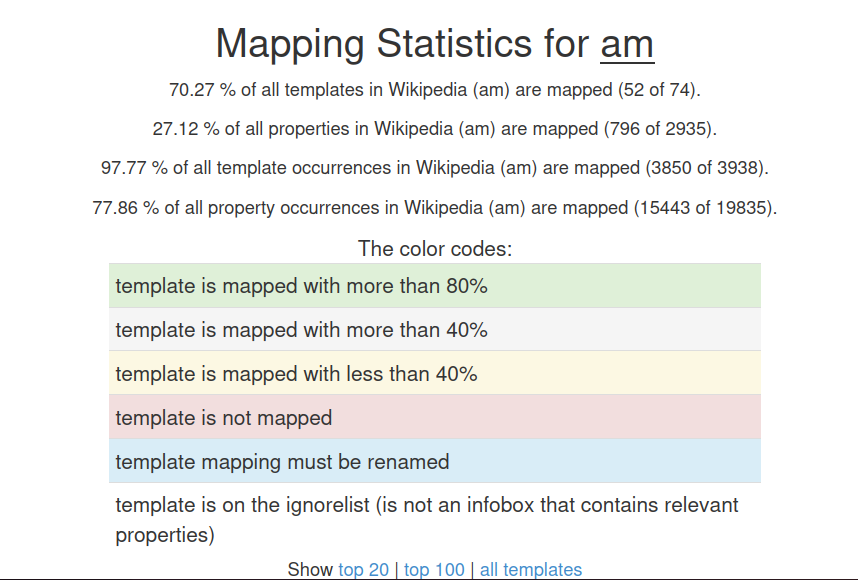 Mapping Statistics for am
70.27 % of all templates in Wikipedia (am) are mapped (52 of 74).
27.12 % of all properties in Wikipedia (am) are mapped (796 of 2935).
97.77 % of all template occurrences in Wikipedia (am) are mapped (3850 of 3938).
77.86 % of all property occurrences in Wikipedia (am) are mapped (15443 of 19835).
The color codes:
template is mapped with more than 80%
template is mapped with more than 40%
template is mapped with less than 40%
template is not mapped
template mapping must be renamed
template is on the ignorelist (is not an infobox that contains relevant
properties)
Show top 20 | top 100 | all templates